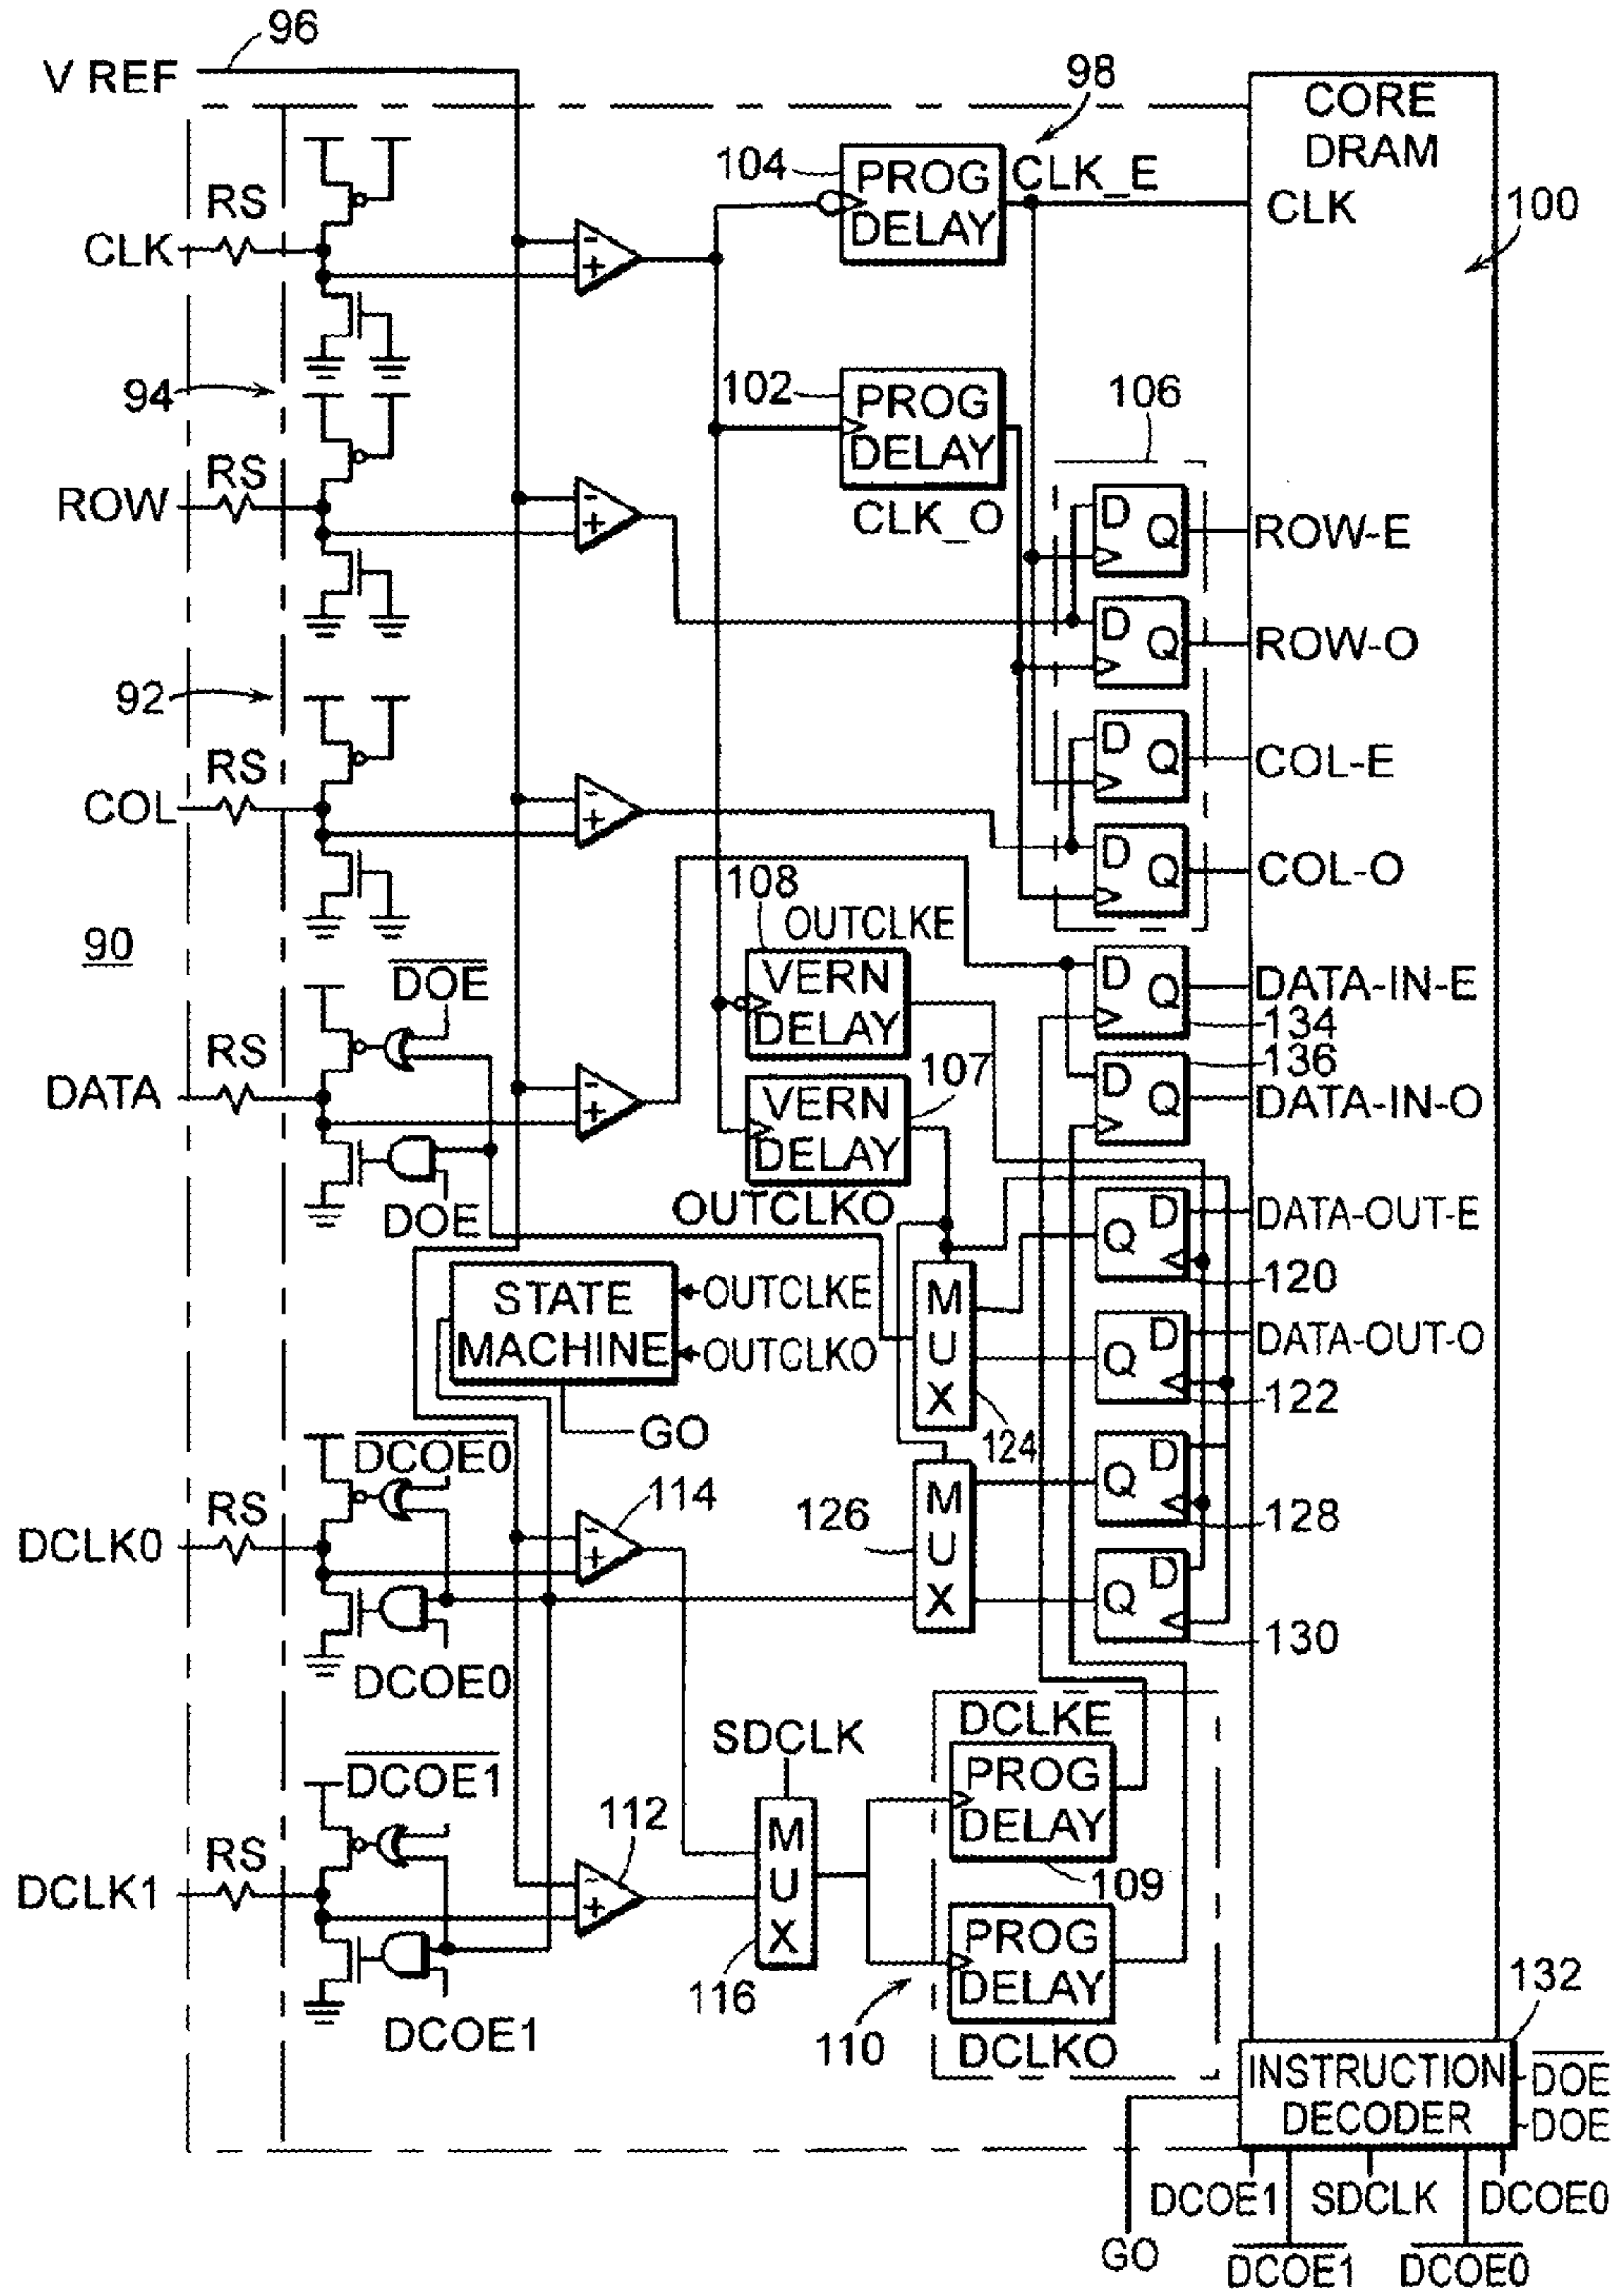 96
V REF
CORE
DRAM
98
104
PROG
DELAY
CLK_E
CLK
100
RS
CLK
-
+
94
102
PROG
DELAY
CLK_O
106
RS
ROW
-
+
D
Q
ROW-E
D
Q
ROW-O
92
RS
COL
-
+
D
Q
COL-E
D
Q
COL-O
90
108
OUTCLKE
VERN
DELAY
D
Q
DATA-IN-E
134
136
DOE
RS
DATA
-
+
DOE
107
VERN
DELAY
OUTCLKO
D
Q
DATA-IN-O
D
Q
DATA-OUT-E
120
STATE
MACHINE
OUTCLKE
OUTCLKO
GO
M
U
X
124
D
Q
DATA-OUT-O
122
DCOE0
RS
DCLK0
-
+
114
DCOE0
126
M
U
X
D
Q
128
D
Q
130
DCOE1
RS
DCLK1
-
+
112
DCOE1
SDCLK
M
U
X
116
DCLKE
PROG
DELAY
109
PROG
DELAY
DCLKO
110
132
INSTRUCTION
DECODER
DOE
DOE
DCOE1
SDCLK
DCOE0
GO
DCOE1
DCOE0